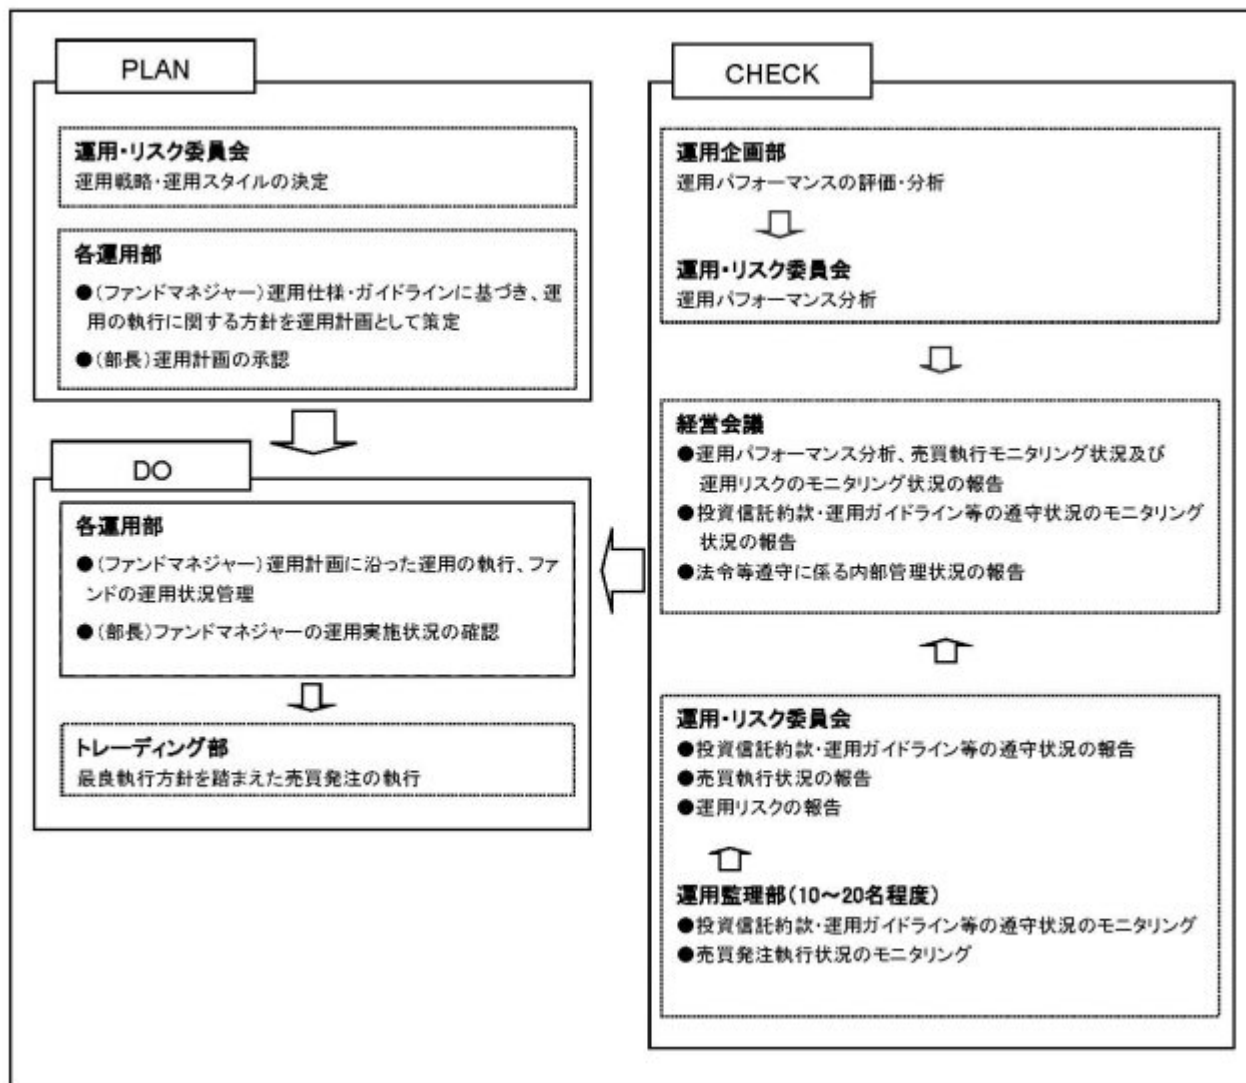 PLAN
運用・リスク委員会
運用戦略・運用スタイルの決定
各運用部
●(ファンドマネジャー)運用仕様・ガイドラインに基づき、運
用の執行に関する方針を運用計画として策定
●(部長)運用計画の承認
DO
各運用部
●(ファンドマネジャー)運用計画に沿った運用の執行、ファ
ンドの運用状況管理
●(部長)ファンドマネジャーの運用実施状況の確認
トレーディング部
最良執行方針を踏まえた売買発注の執行
CHECK
運用企画部
運用パフォーマンスの評価・分析
運用・リスク委員会
運用パフォーマンス分析
経営会議
●運用パフォーマンス分析、売買執行モニタリング状況及び
運用リスクのモニタリング状況の報告
●投資信託約款・運用ガイドライン等の遵守状況のモニタリング
状況の報告
●法令等遵守に係る内部管理状況の報告
運用・リスク委員会
●投資信託約款・運用ガイドライン等の遵守状況の報告
●売買執行状況の報告
●運用リスクの報告
運用監理部(10～20名程度)
●投資信託約款・運用ガイドライン等の遵守状況のモニタリング
●売買発注執行状況のモニタリング